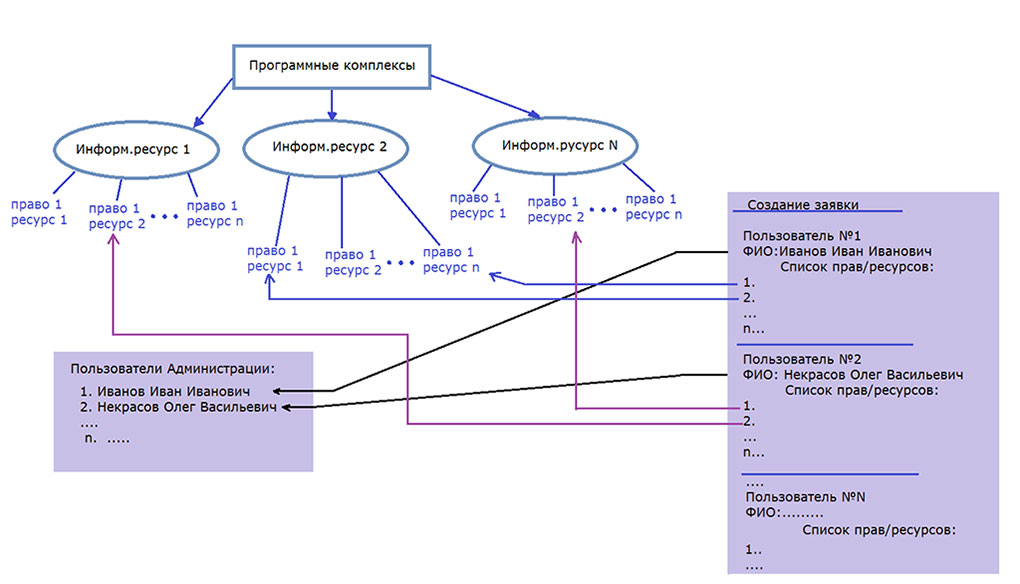 Программные комплексы
Информ.ресурс 1
Информ.ресурс 2
Информ.русурс N
право 1
ресурс 1
право 1
ресурс 2
...
право 1
ресурс n
право 1
ресурс 1
право 1
ресурс 2
...
право 1
ресурс n
право 1
ресурс 1
право 1
ресурс 2
...
право 1
ресурс n
Пользователи Администрации:
1. Иванов Иван Иванович
2. Некрасов Олег Васильевич
....
n. .....
Создание заявки
Пользователь №1
ФИО:Иванов Иван Иванович
Список прав/ресурсов:
1.
2.
...
n...
Пользователь №2
ФИО: Некрасов Олег Васильевич
Список прав/ресурсов:
1.
2.
...
n...
....
Пользователь №N
ФИО:.........
Список прав/ресурсов:
1..
....